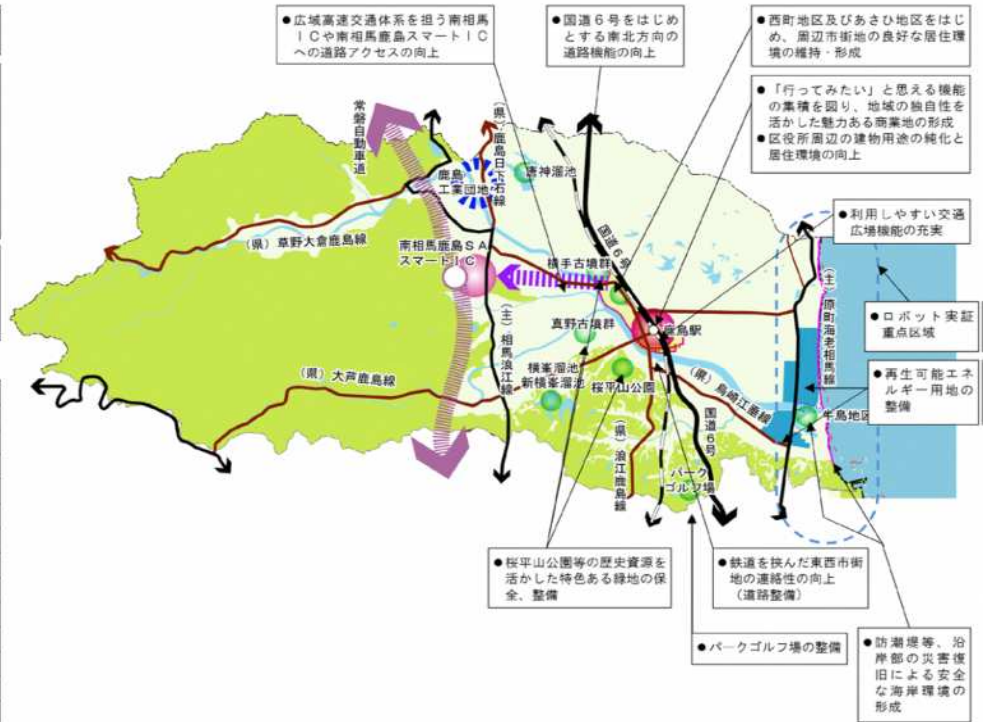 ●広域高速交通体系を担う南相馬
ＩＣや南相馬鹿島スマートＩＣ
への道路アクセスの向上
●国道６号をはじめ
とする南北方向の
道路機能の向上
●西町地区及びあさひ地区をはじ
め、周辺市街地の良好な居住環
境の維持・形成
●「行ってみたい」と思える機能
の集積を図り、地域の独自性を
活かした魅力ある商業地の形成
●区役所周辺の建物用途の純化と
居住環境の向上
●利用しやすい交通
広場機能の充実
●ロボット実証
重点区域
●再生可能エネ
ルギー用地の
整備
常磐自動車道
（県）鹿島日下石線
鹿島
工業団地
唐神溜池
（県）草野大倉鹿島線
南相馬鹿島ＳＡ
スマートＩＣ
横手古墳群
国道６号
（主）原町海老相馬線
真野古墳群
鹿島駅
（主）相馬浪江線
（県）大芦鹿島線
横峯溜池
新横峯溜池
桜平山公園
（県）烏崎江垂線
牛島地区
国道６号
（県）浪江鹿島線
パーク
ゴルフ場
●桜平山公園等の歴史資源を
活かした特色ある緑地の保
全、整備
●鉄道を挟んだ東西市街
地の連絡性の向上
（道路整備）
●パークゴルフ場の整備
●防潮堤等、沿
岸部の災害復
旧による安全
な海岸環境の
形成